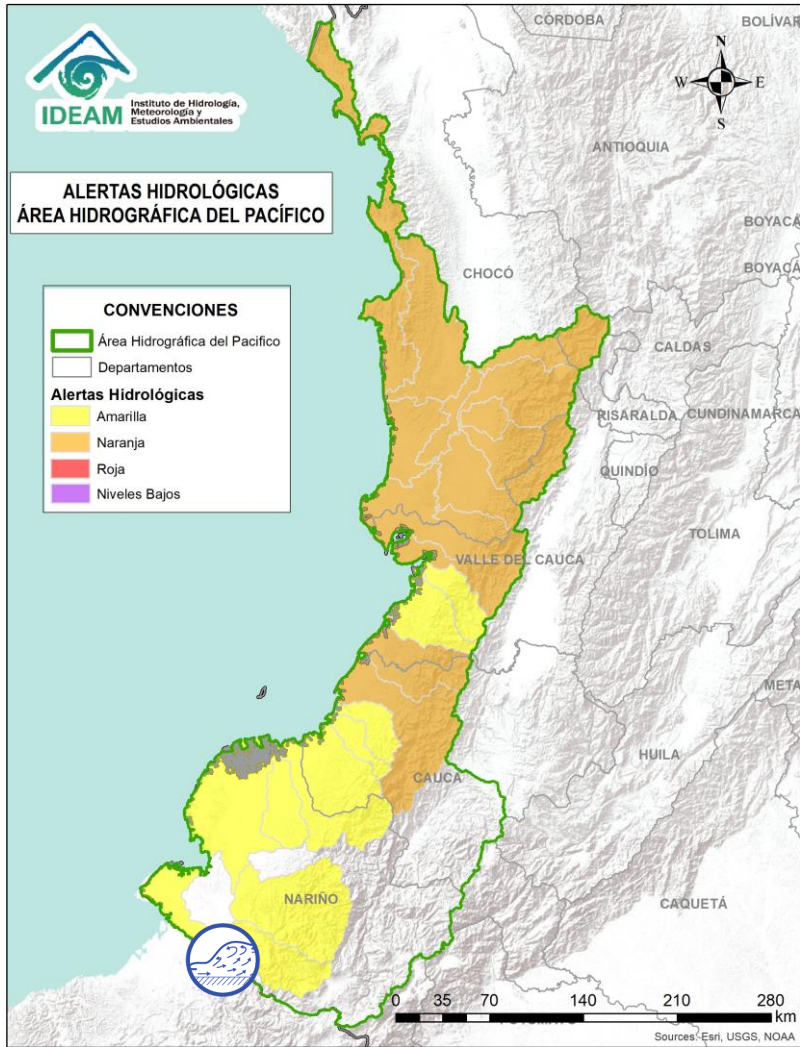 CÓRDOBA
BOLÍVAR
N
W
E
S
IDEAM
Instituto de Hidrología,
Meteorología y
Estudios Ambientales
ANTIOQUIA
ALERTAS HIDROLÓGICAS
ÁREA HIDROGRÁFICA DEL PACÍFICO
BOYACÁ
BOYACÁ
CHOCÓ
CONVENCIONES
Área Hidrográfica del Pacifico
Departamentos
Alertas Hidrológicas
Amarilla
Naranja
Roja
Niveles Bajos
CALDAS
RISARALDA
CUNDINAMARCA
QUINDÍO
TOLIMA
VALLE DEL CAUCA
META
HUILA
CAUCA
NARIÑO
CAQUETÁ
0 35 70 140 210 280
km
Sources: Esri, USGS, NOAA